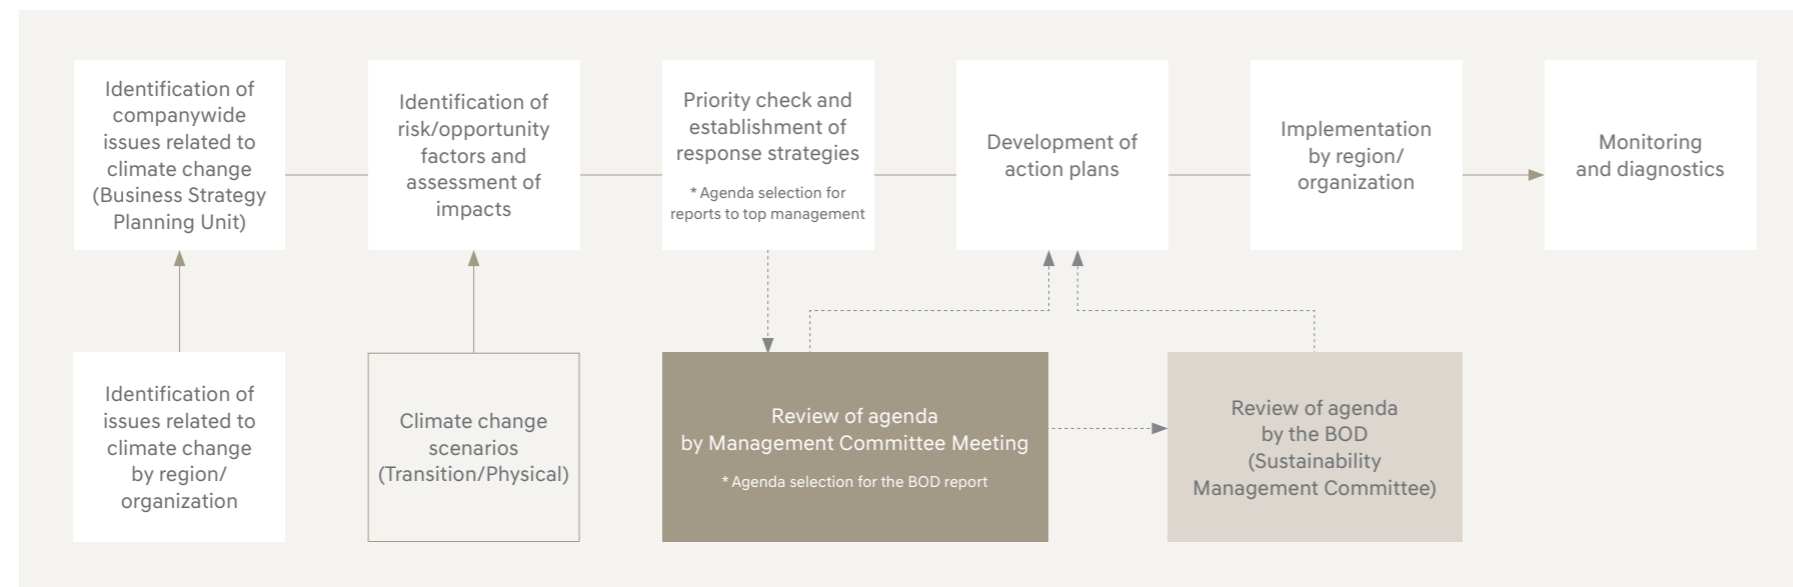 Identification of
companywide
issues related to
climate change
(Business Strategy
Planning Unit)
Identification of
risk/opportunity
factors and
assessment of
impacts
Priority check and
establishment of
response strategies
* Agenda selection for
reports to top management
Development of
action plans
Implementation
by region/
organization
Monitoring
and diagnostics
Identification of
issues related to
climate change
by region/
organization
Climate change
scenarios
(Transition/Physical)
Review of agenda
by Management Committee Meeting
* Agenda selection for the BOD report
Review of agenda
by the BOD
(Sustainability
Management Committee)